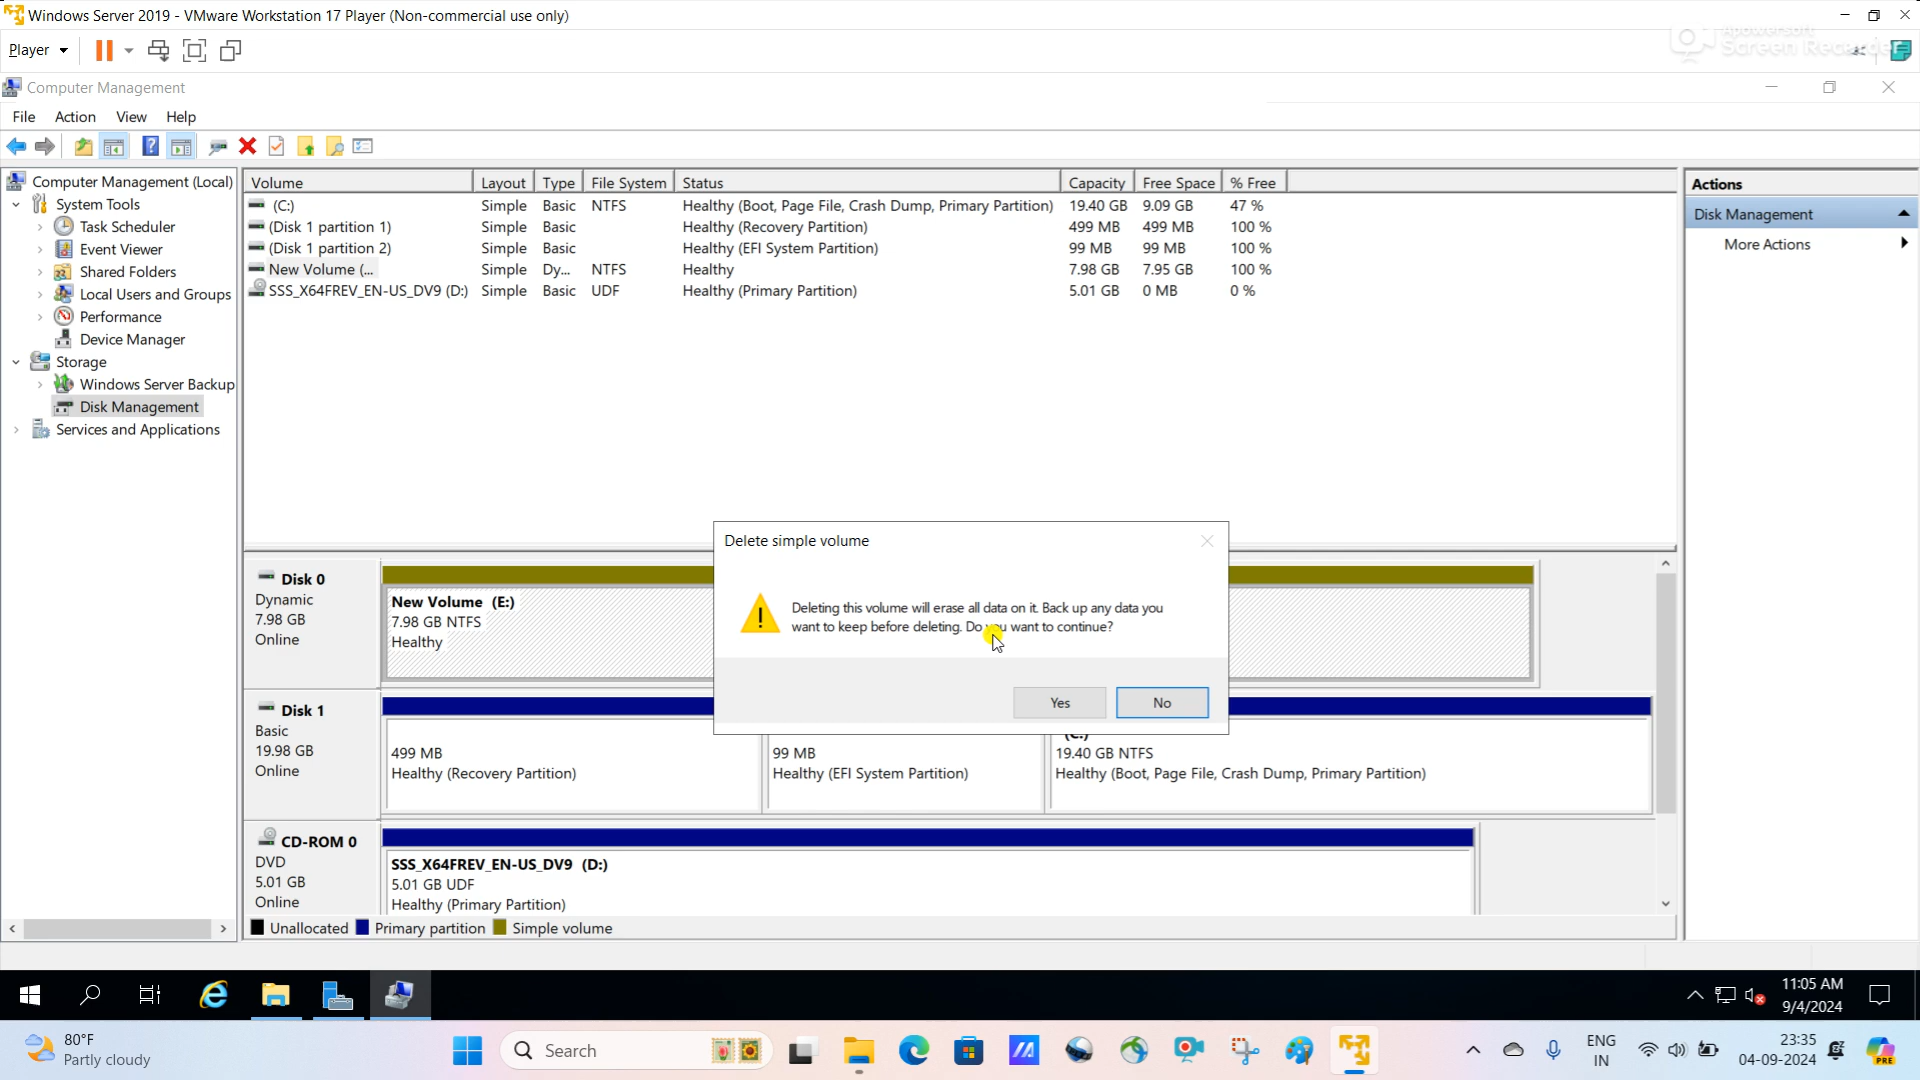 Windows Server 2019 - VMware Workstation 17 Player (Non-commercial use only)
Player
Apowersoft
Screen Recorder
Computer Management
File Action View Help
Computer Management (Local)
System Tools
Task Scheduler
Event Viewer
Shared Folders
Local Users and Groups
Performance
Device Manager
Storage
Windows Server Backup
Disk Management
Services and Applications
Volume Layout Type File System Status Capacity Free Space % Free
(C:) Simple Basic NTFS Healthy (Boot, Page File, Crash Dump, Primary Partition) 19.40 GB 9.09 GB 47 %
(Disk 1 partition 1) Simple Basic Healthy (Recovery Partition) 499 MB 499 MB 100 %
(Disk 1 partition 2) Simple Basic Healthy (EFI System Partition) 99 MB 99 MB 100 %
New Volume (... Simple Dy... NTFS Healthy 7.98 GB 7.95 GB 100 %
SSS_X64FREV_EN-US_DV9 (D:) Simple Basic UDF Healthy (Primary Partition) 5.01 GB 0 MB 0 %
Actions
Disk Management
More Actions
Delete simple volume
Deleting this volume will erase all data on it. Back up any data you
want to keep before deleting. Do you want to continue?
Yes No
Disk 0
Dynamic
7.98 GB
Online
New Volume (E:)
7.98 GB NTFS
Healthy
Disk 1
Basic
19.98 GB
Online
499 MB
Healthy (Recovery Partition)
99 MB
Healthy (EFI System Partition)
(C:)
19.40 GB NTFS
Healthy (Boot, Page File, Crash Dump, Primary Partition)
CD-ROM 0
DVD
5.01 GB
Online
SSS_X64FREV_EN-US_DV9 (D:)
5.01 GB UDF
Healthy (Primary Partition)
Unallocated Primary partition Simple volume
11:05 AM
9/4/2024
80°F
Partly cloudy
Search
ENG
IN
23:35
04-09-2024
PRE